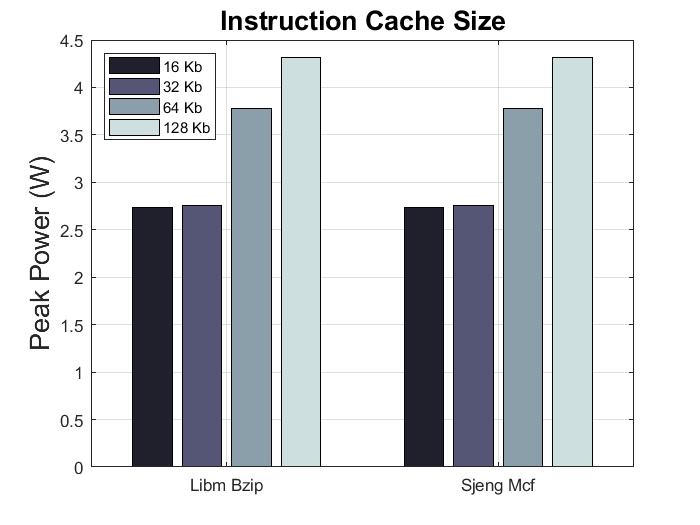 Instruction Cache Size
4.5
4
3.5
3
2.5
2
1.5
1
0.5
0
Peak Power (W)
16 Kb
32 Kb
64 Kb
128 Kb
Libm Bzip
Sjeng Mcf